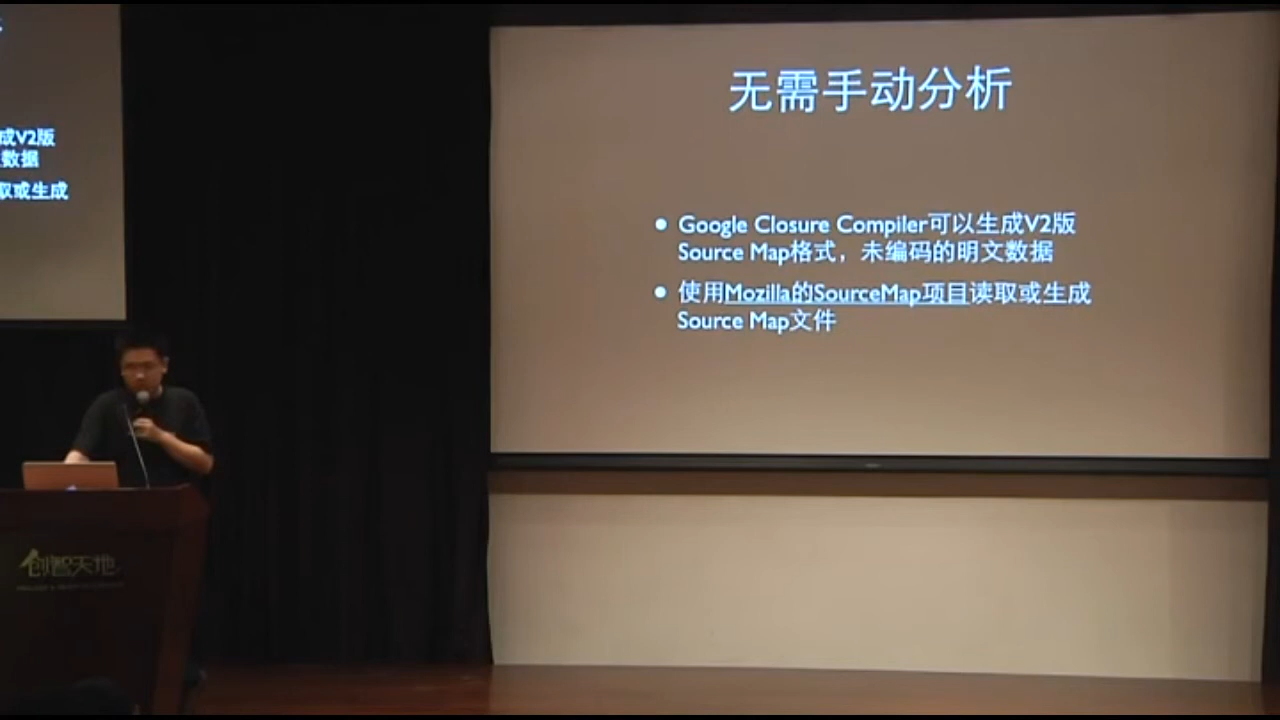 成V2版
数据
取或生成
无需手动分析
Google Closure Compiler可以生成V2版
Source Map格式，未编码的明文数据
使用Mozilla的SourceMap项目读取或生成
Source Map文件
创智天地